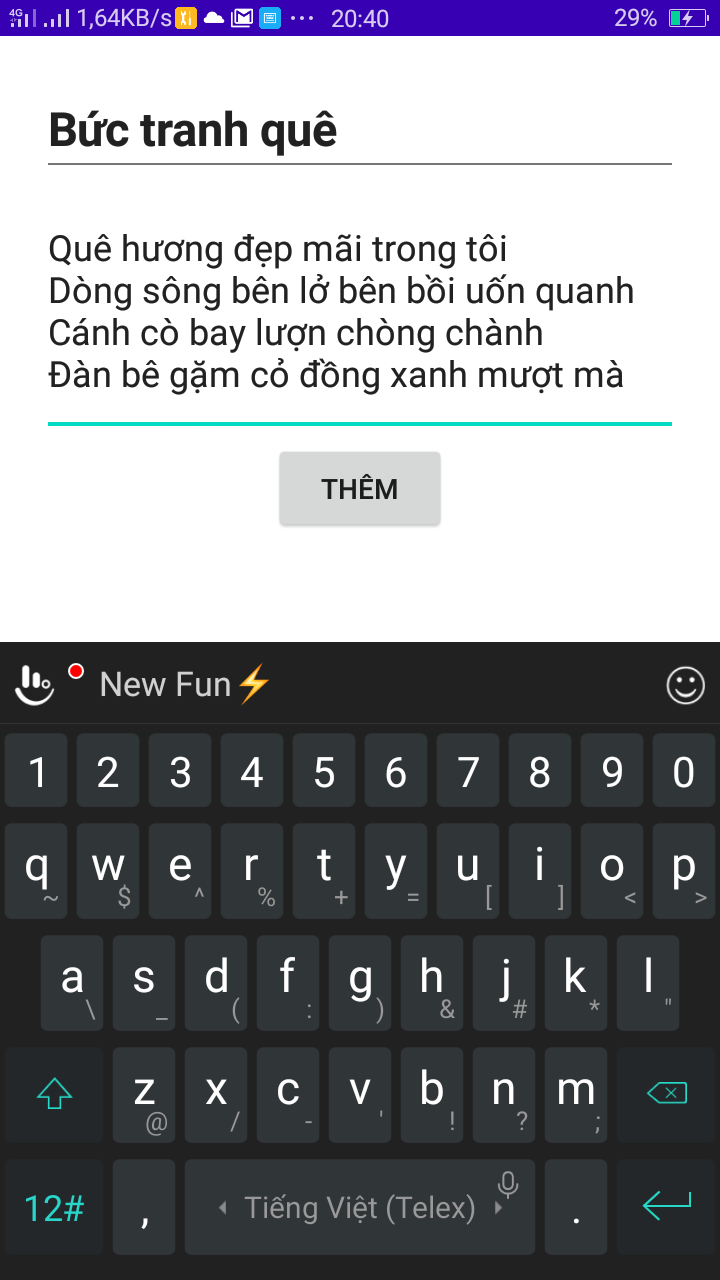 4G 1,64KB/s 20:40 29%
Bức tranh quê
Quê hương đẹp mãi trong tôi
Dòng sông bên lở bên bồi uốn quanh
Cánh cò bay lượn chòng chành
Đàn bê gặm cỏ đồng xanh mượt mà
THÊM
New Fun⚡
1 2 3 4 5 6 7 8 9 0
q w e r t y u i o p
~ $ ^ % + = [ ] < >
a s d f g h j k l
\ _ ( : ) & # * "
z x c v b n m
@ / - ' ! ? ;
12# , Tiếng Việt (Telex) .